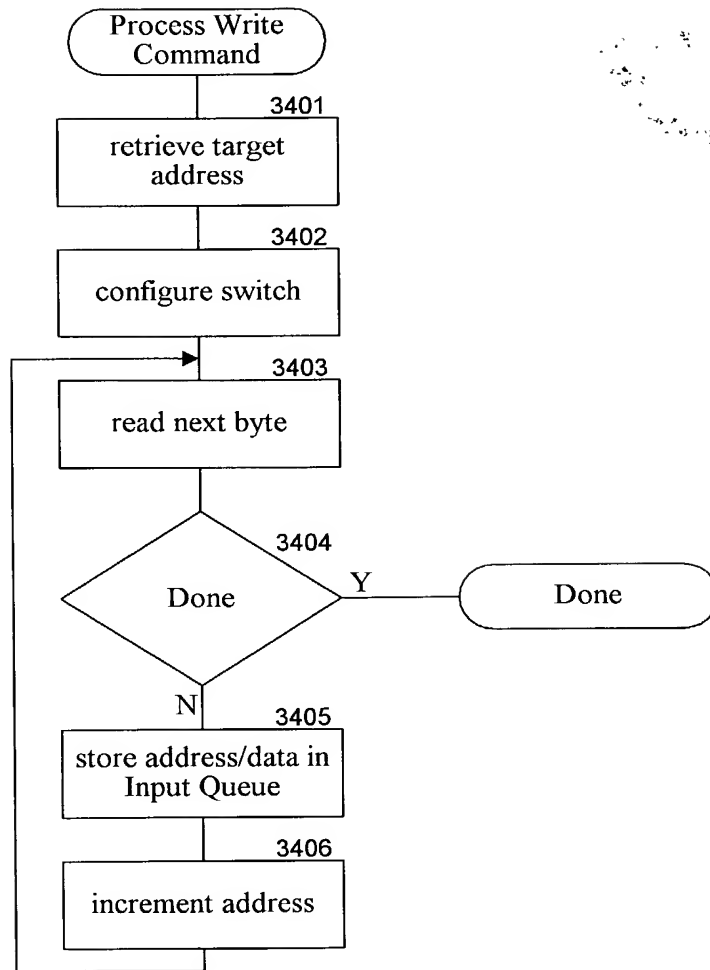 Process Write
Command
3401
retrieve target
address
3402
configure switch
3403
read next byte
3404
Done
Y
Done
N
3405
store address/data in
Input Queue
3406
increment address